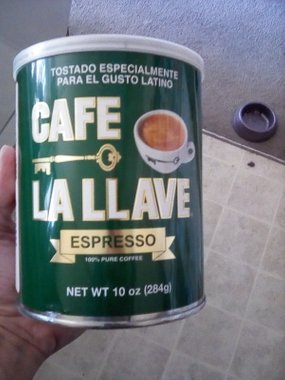 TOSTADO ESPECIALMENTE
PARA EL GUSTO LATINO
CAFE
LA LLAVE
ESPRESSO
100% PURE COFFEE
NET WT 10 oz (284g)